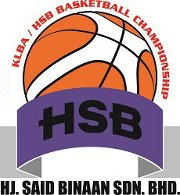 KLBA / HSB BASKETBALL CHAMPIONSHIP
HSB
HJ. SAID BINAAN SDN. BHD.